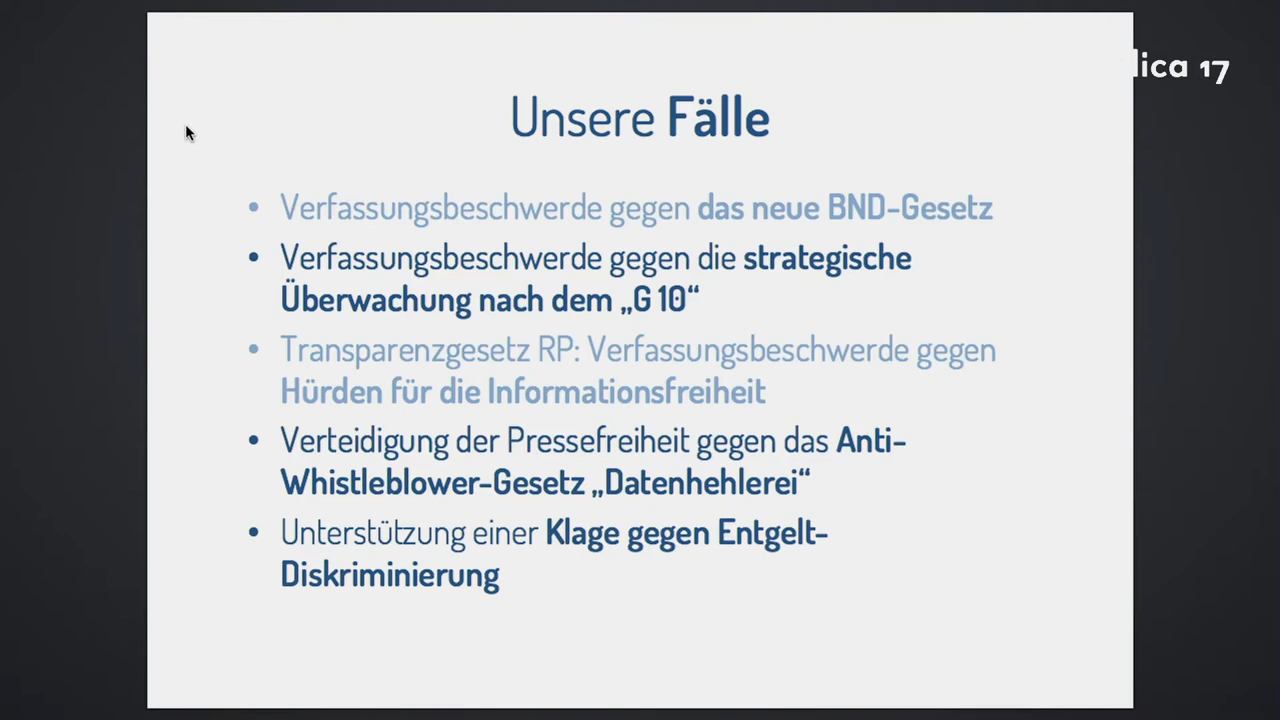 lica 17
Unsere Fälle
• Verfassungsbeschwerde gegen das neue BND-Gesetz
• Verfassungsbeschwerde gegen die strategische
Überwachung nach dem „G 10“
• Transparenzgesetz RP: Verfassungsbeschwerde gegen
Hürden für die Informationsfreiheit
• Verteidigung der Pressefreiheit gegen das Anti-
Whistleblower-Gesetz „Datenhehlerei“
• Unterstützung einer Klage gegen Entgelt-
Diskriminierung